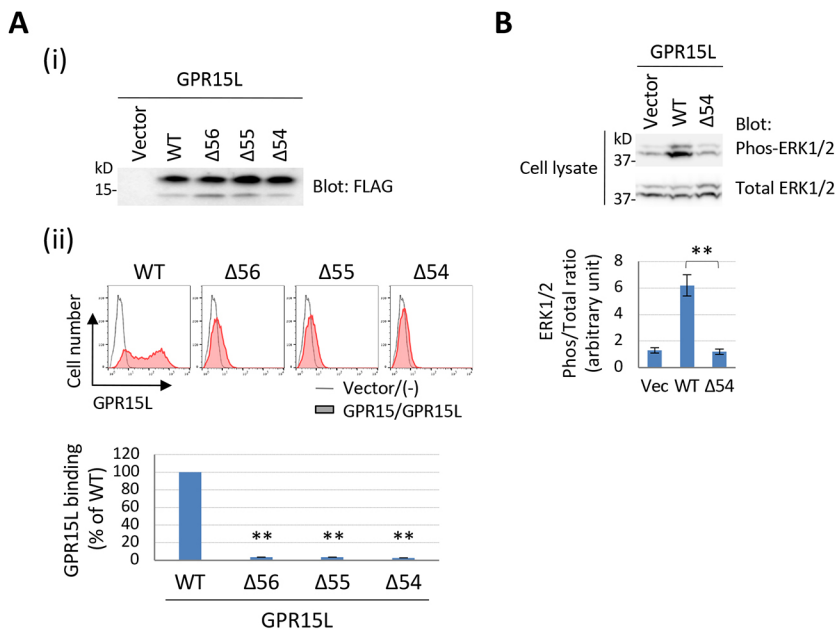 A
(i)
GPR15L
Vector
WT
Δ56
Δ55
Δ54
kD
15-
Blot: FLAG
(ii)
WT
Δ56
Δ55
Δ54
Cell number
GPR15L
Vector/(-)
GPR15/GPR15L
GPR15L binding
(% of WT)
120
100
80
60
40
20
0
** ** **
WT Δ56 Δ55 Δ54
GPR15L
B
GPR15L
Vector
WT
Δ54
Blot:
kD
Phos-ERK1/2
37-
Cell lysate
Total ERK1/2
37-
ERK1/2
Phos/Total ratio
(arbitrary unit)
8
6
4
2
0
**
Vec WT Δ54